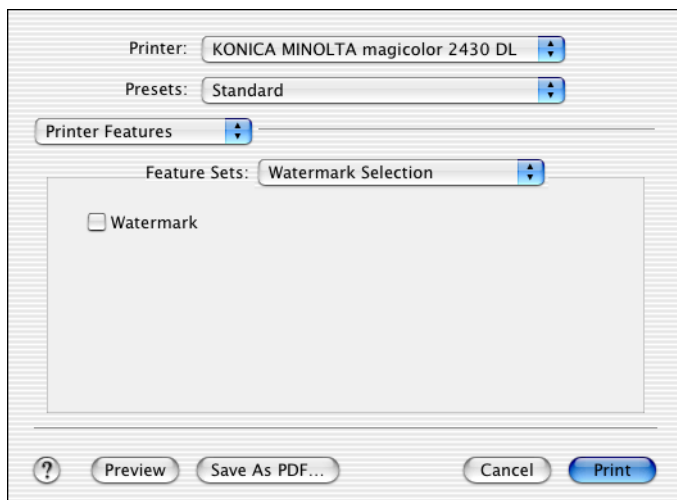 Printer: KONICA MINOLTA magicolor 2430 DL
Presets: Standard
Printer Features
Feature Sets: Watermark Selection
Watermark
? Preview Save As PDF... Cancel Print